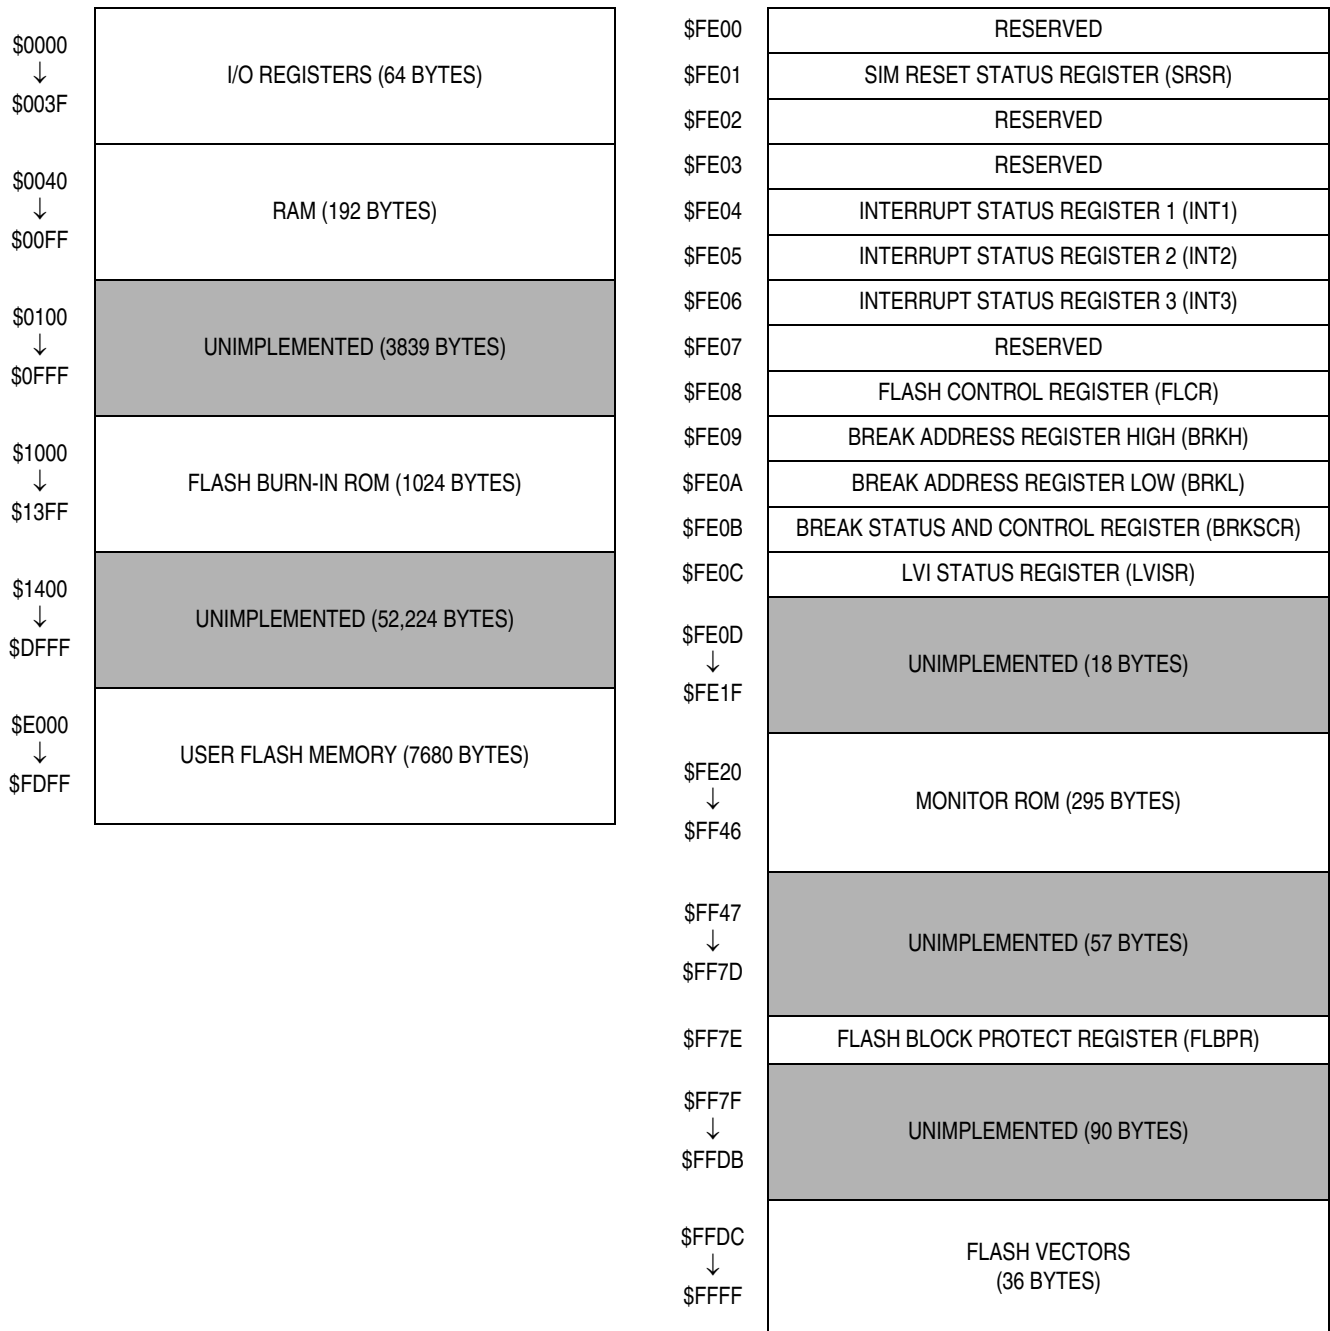 $0000
↓
$003F
I/O REGISTERS (64 BYTES)
$0040
↓
$00FF
RAM (192 BYTES)
$0100
↓
$0FFF
UNIMPLEMENTED (3839 BYTES)
$1000
↓
$13FF
FLASH BURN-IN ROM (1024 BYTES)
$1400
↓
$DFFF
UNIMPLEMENTED (52,224 BYTES)
$E000
↓
$FDFF
USER FLASH MEMORY (7680 BYTES)
$FE00 RESERVED
$FE01 SIM RESET STATUS REGISTER (SRSR)
$FE02 RESERVED
$FE03 RESERVED
$FE04 INTERRUPT STATUS REGISTER 1 (INT1)
$FE05 INTERRUPT STATUS REGISTER 2 (INT2)
$FE06 INTERRUPT STATUS REGISTER 3 (INT3)
$FE07 RESERVED
$FE08 FLASH CONTROL REGISTER (FLCR)
$FE09 BREAK ADDRESS REGISTER HIGH (BRKH)
$FE0A BREAK ADDRESS REGISTER LOW (BRKL)
$FE0B BREAK STATUS AND CONTROL REGISTER (BRKSCR)
$FE0C LVI STATUS REGISTER (LVISR)
$FE0D
↓
$FE1F
UNIMPLEMENTED (18 BYTES)
$FE20
↓
$FF46
MONITOR ROM (295 BYTES)
$FF47
↓
$FF7D
UNIMPLEMENTED (57 BYTES)
$FF7E FLASH BLOCK PROTECT REGISTER (FLBPR)
$FF7F
↓
$FFDB
UNIMPLEMENTED (90 BYTES)
$FFDC
↓
$FFFF
FLASH VECTORS
(36 BYTES)